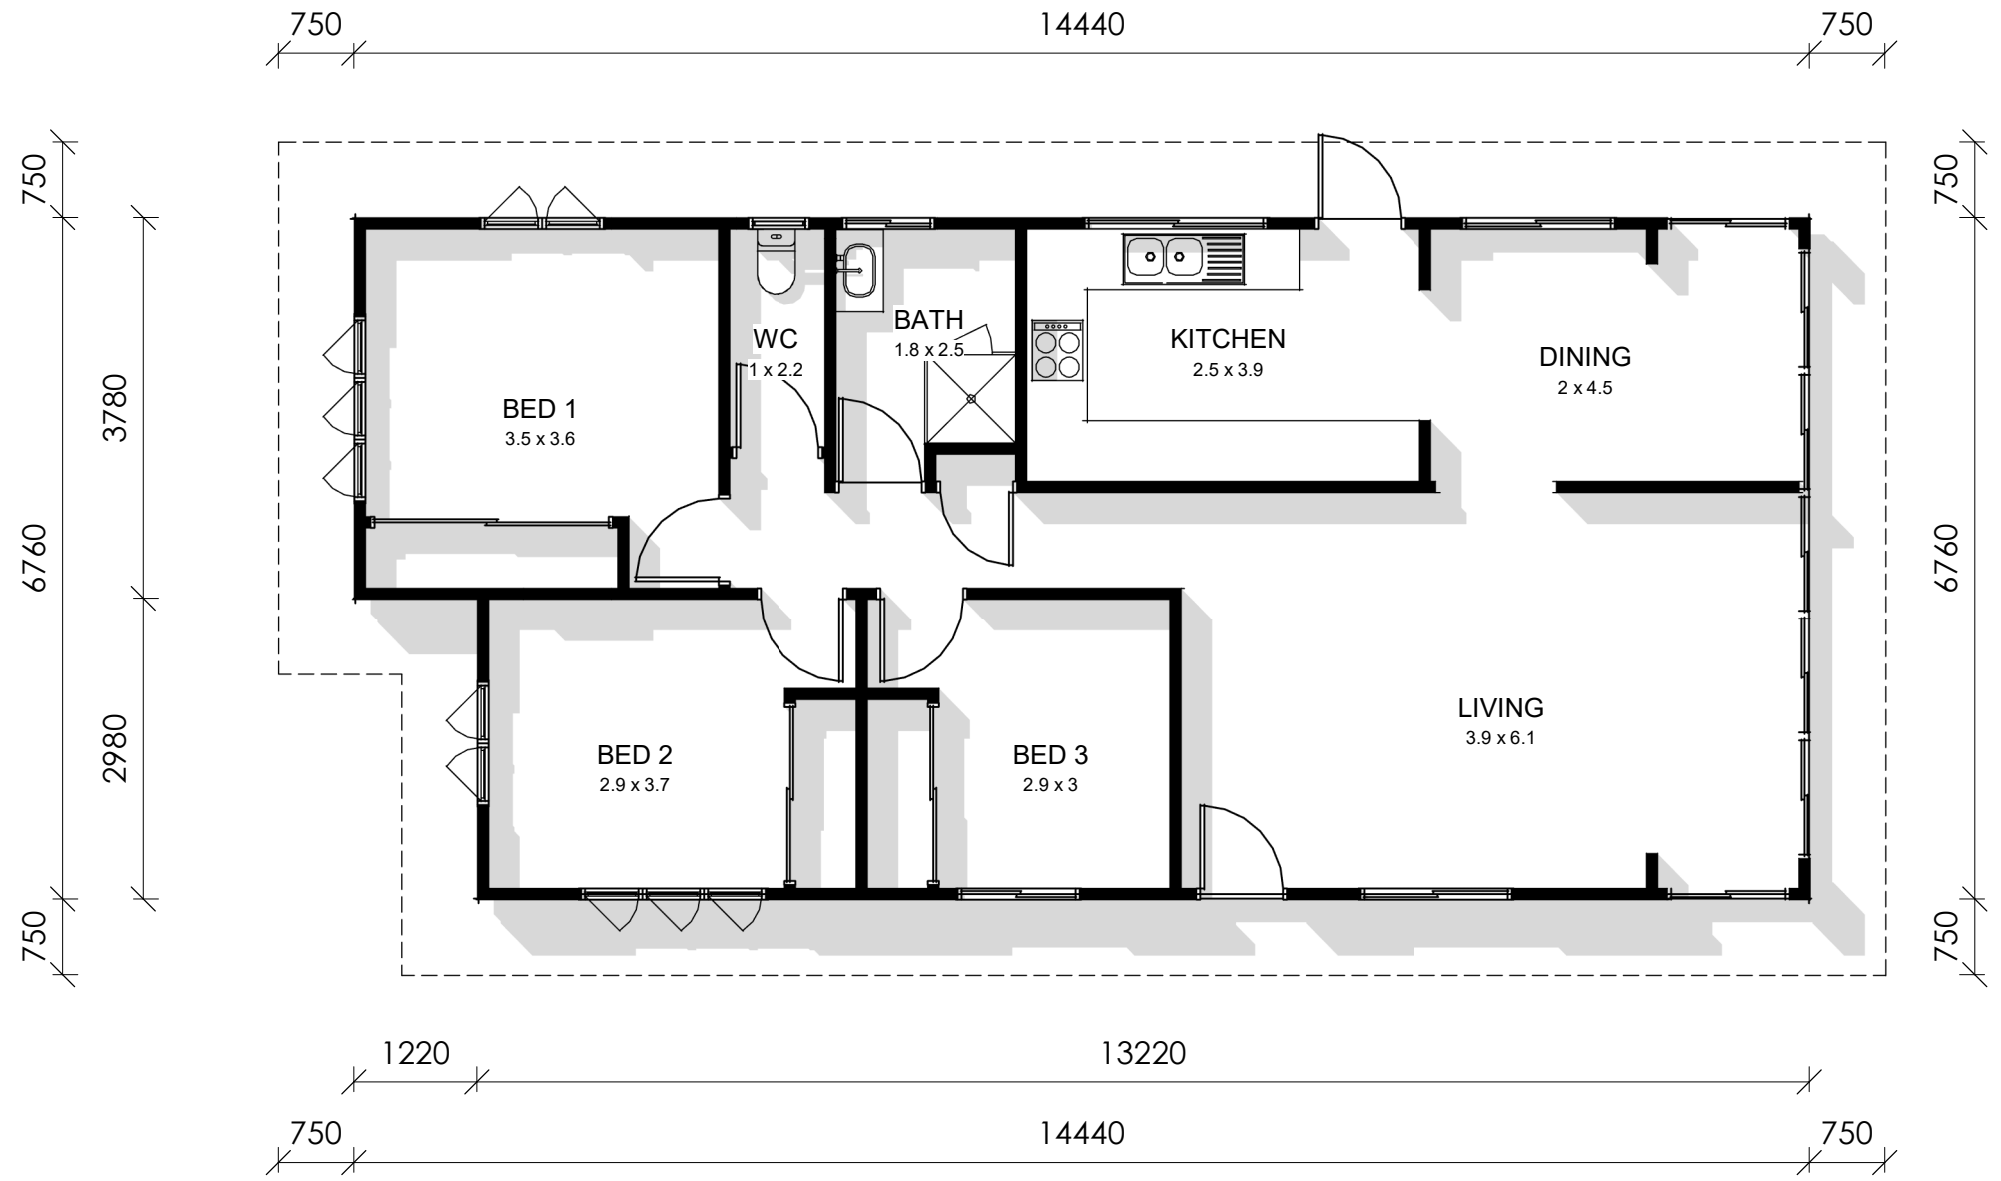 750
14440
750
750
750
3780
6760
6760
2980
750
750
WC
1 x 2.2
BATH
1.8 x 2.5
KITCHEN
2.5 x 3.9
DINING
2 x 4.5
BED 1
3.5 x 3.6
LIVING
3.9 x 6.1
BED 2
2.9 x 3.7
BED 3
2.9 x 3
1220
13220
750
14440
750